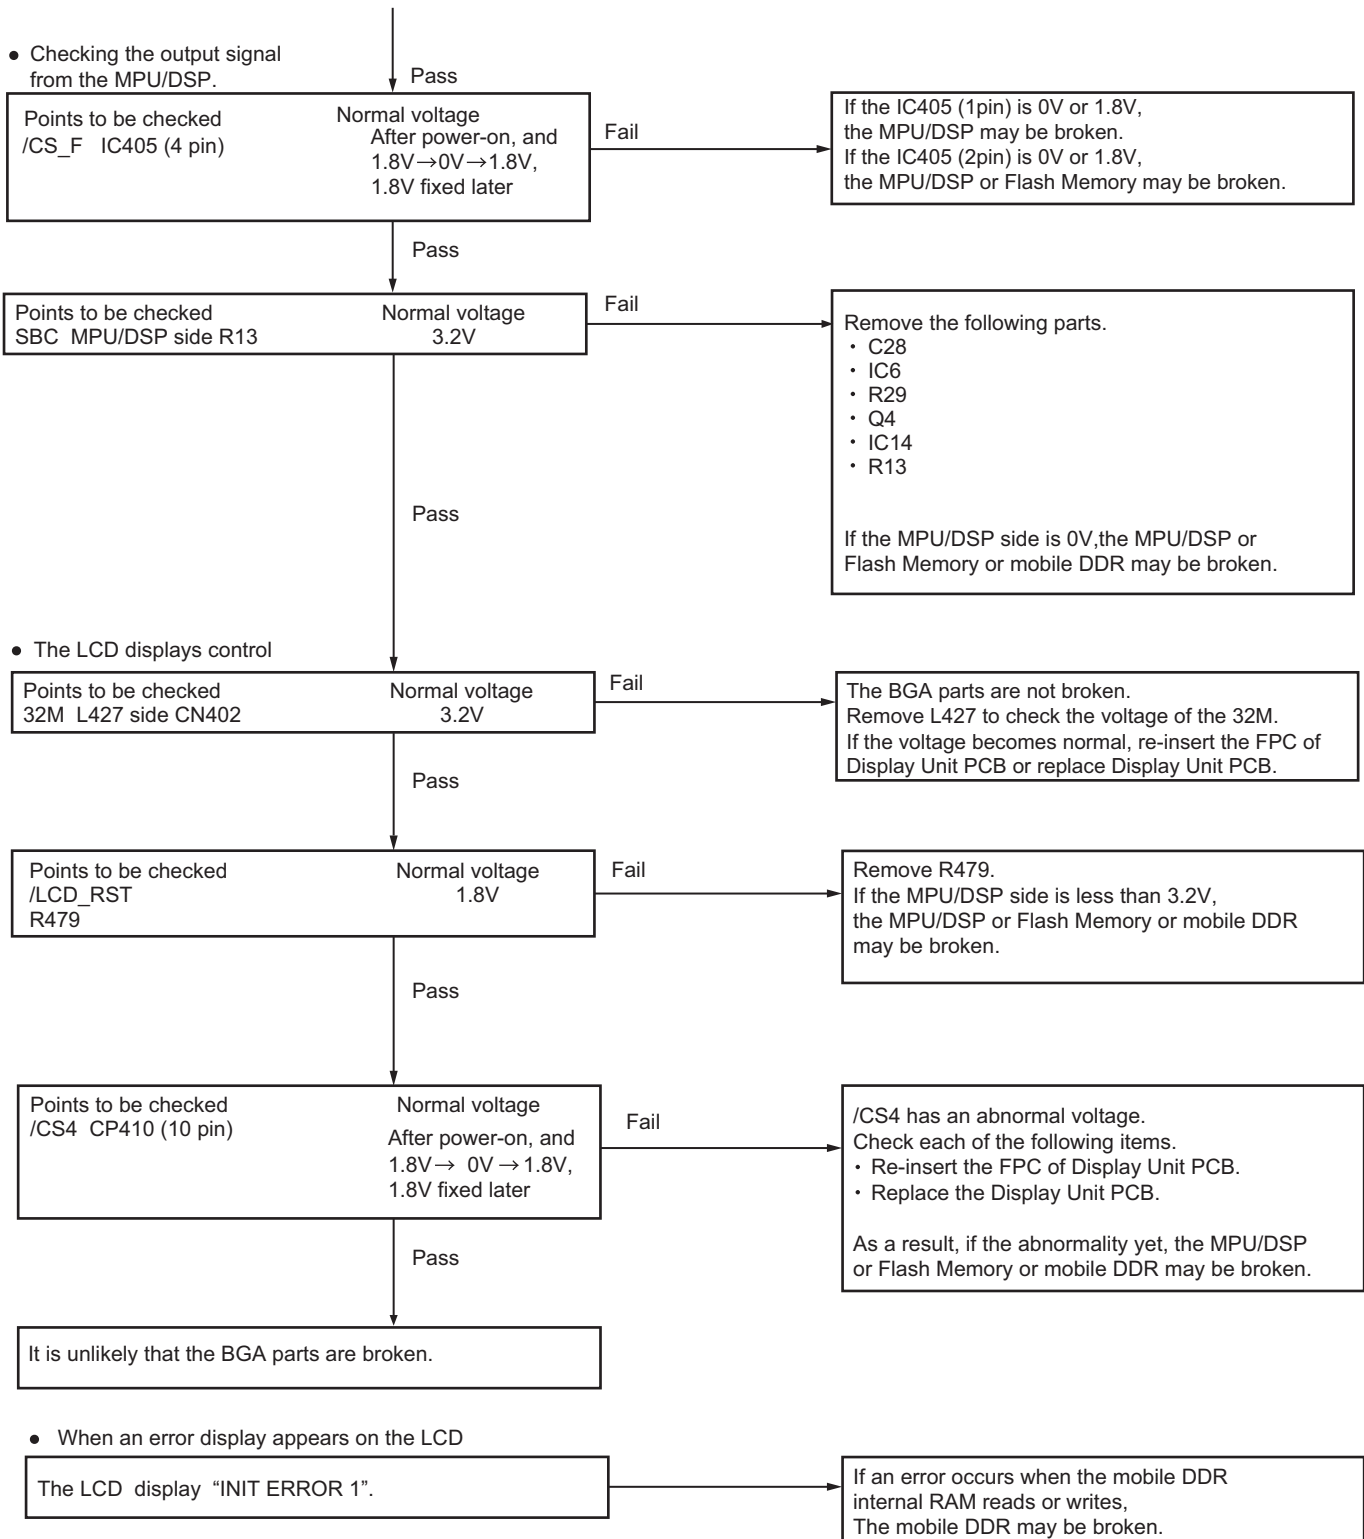 ● Checking the output signal
from the MPU/DSP.
Pass
Points to be checked
Normal voltage
/CS_F IC405 (4 pin)
After power-on, and
1.8V→0V→1.8V,
1.8V fixed later
Fail
If the IC405 (1pin) is 0V or 1.8V,
the MPU/DSP may be broken.
If the IC405 (2pin) is 0V or 1.8V,
the MPU/DSP or Flash Memory may be broken.
Pass
Points to be checked
Normal voltage
SBC MPU/DSP side R13
3.2V
Fail
Remove the following parts.
・ C28
・ IC6
・ R29
・ Q4
・ IC14
・ R13
If the MPU/DSP side is 0V,the MPU/DSP or
Flash Memory or mobile DDR may be broken.
Pass
● The LCD displays control
Points to be checked
Normal voltage
32M L427 side CN402
3.2V
Fail
The BGA parts are not broken.
Remove L427 to check the voltage of the 32M.
If the voltage becomes normal, re-insert the FPC of
Display Unit PCB or replace Display Unit PCB.
Pass
Points to be checked
Normal voltage
/LCD_RST
1.8V
R479
Fail
Remove R479.
If the MPU/DSP side is less than 3.2V,
the MPU/DSP or Flash Memory or mobile DDR
may be broken.
Pass
Points to be checked
Normal voltage
/CS4 CP410 (10 pin)
After power-on, and
1.8V→ 0V →1.8V,
1.8V fixed later
Fail
/CS4 has an abnormal voltage.
Check each of the following items.
・ Re-insert the FPC of Display Unit PCB.
・ Replace the Display Unit PCB.
As a result, if the abnormality yet, the MPU/DSP
or Flash Memory or mobile DDR may be broken.
Pass
It is unlikely that the BGA parts are broken.
● When an error display appears on the LCD
The LCD display “INIT ERROR 1”.
If an error occurs when the mobile DDR
internal RAM reads or writes,
The mobile DDR may be broken.